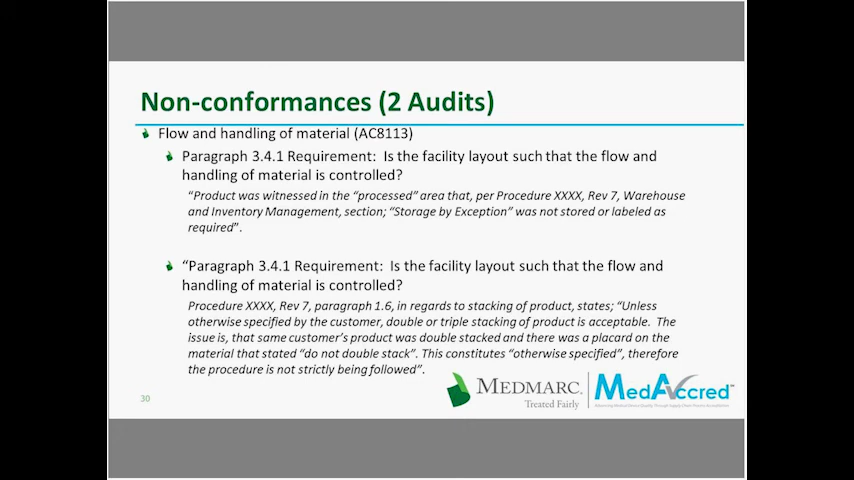 Non-conformances (2 Audits)
Flow and handling of material (AC8113)
Paragraph 3.4.1 Requirement: Is the facility layout such that the flow and
handling of material is controlled?
"Product was witnessed in the "processed" area that, per Procedure XXXX, Rev 7, Warehouse
and Inventory Management, section; "Storage by Exception" was not stored or labeled as
required".
"Paragraph 3.4.1 Requirement: Is the facility layout such that the flow and
handling of material is controlled?
Procedure XXXX, Rev 7, paragraph 1.6, in regards to stacking of product, states; "Unless
otherwise specified by the customer, double or triple stacking of product is acceptable. The
issue is, that same customer's product was double stacked and there was a placard on the
material that stated "do not double stack". This constitutes "otherwise specified", therefore
the procedure is not strictly being followed".
MEDMARC.
Treated Fairly
MedAccred™
30